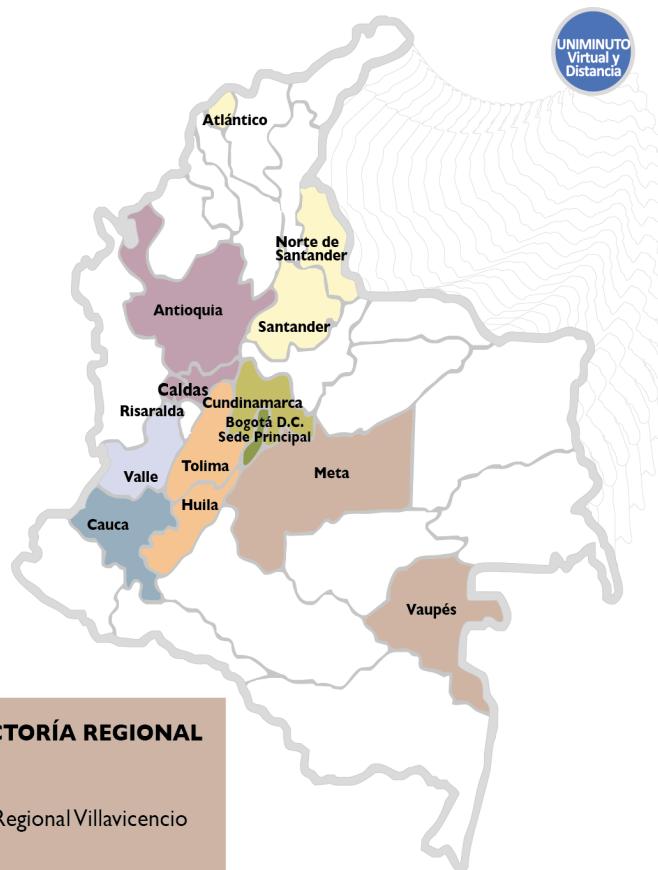 UNIMINUTO
Virtual y
Distancia
Atlántico
Norte de
Santander
Antioquia
Santander
Caldas
Cundinamarca
Risaralda
Bogotá D.C.
Sede Principal
Tolima
Meta
Valle
Huila
Cauca
Vaupés
CTORÍA REGIONAL
Regional Villavicencio